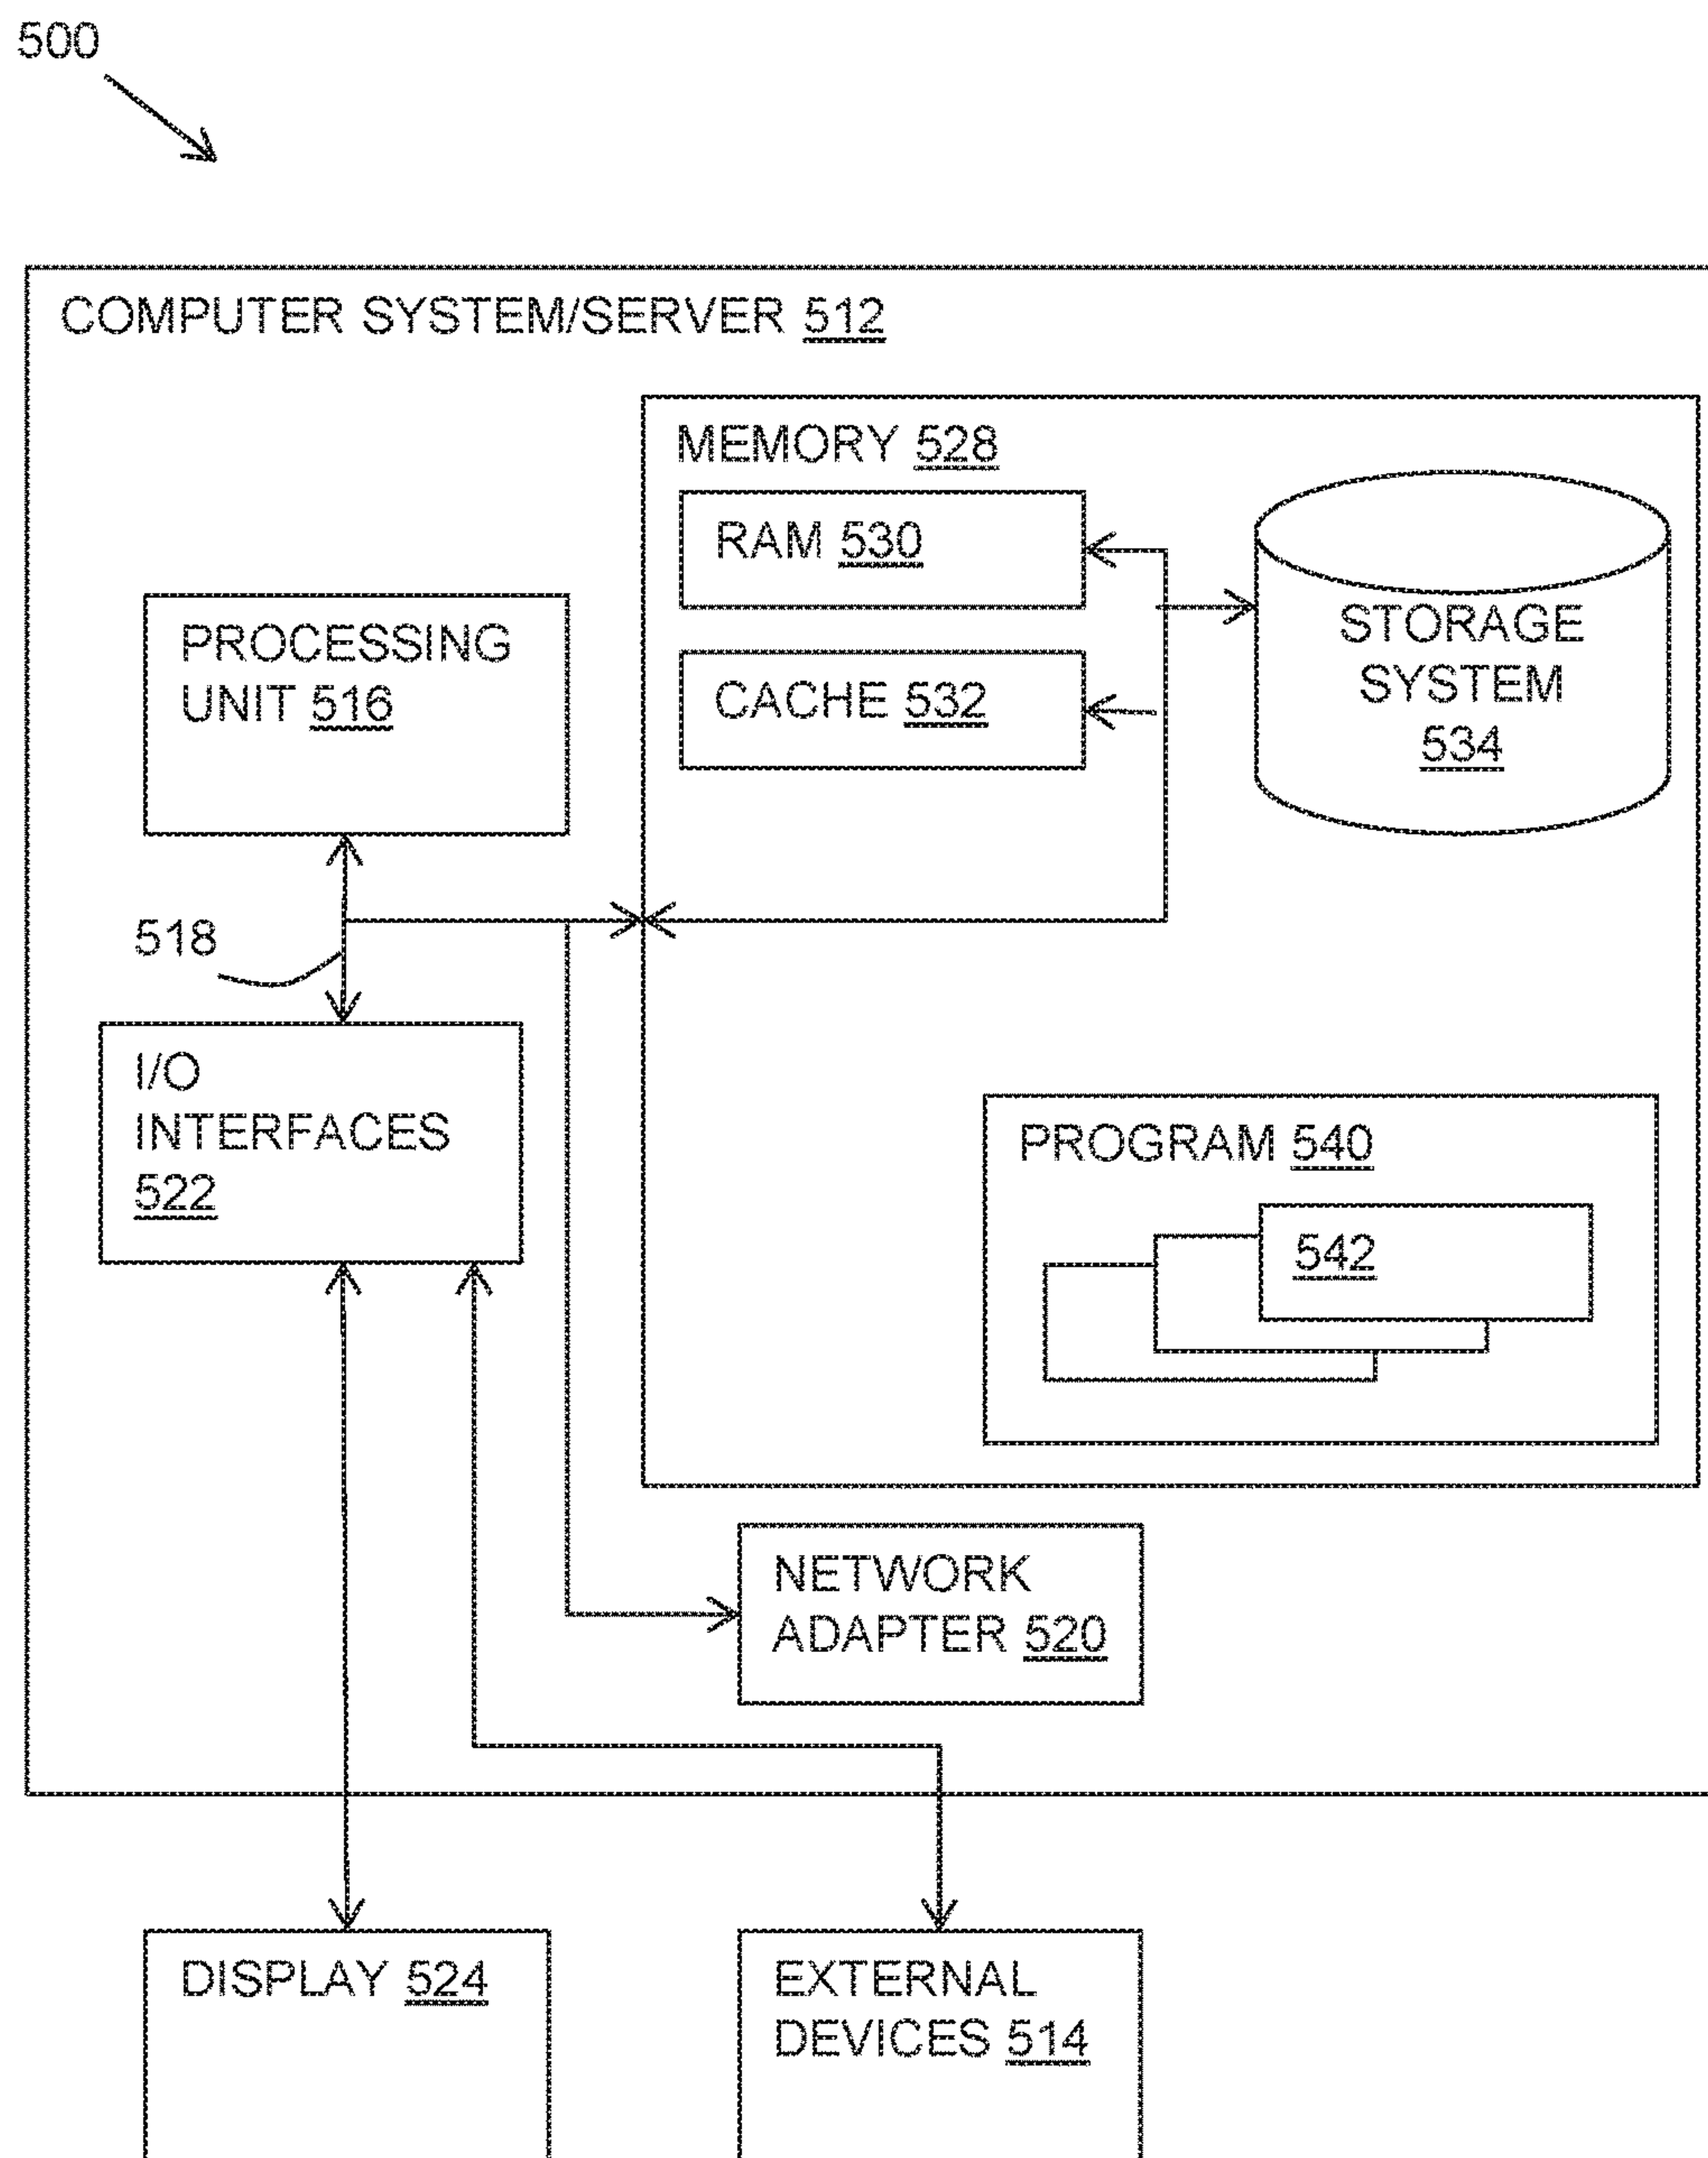 500
COMPUTER SYSTEM/SERVER 512
MEMORY 528
RAM 530
CACHE 532
STORAGE
SYSTEM
534
PROCESSING
UNIT 516
518
I/O
INTERFACES
522
PROGRAM 540
542
NETWORK
ADAPTER 520
DISPLAY 524
EXTERNAL
DEVICES 514